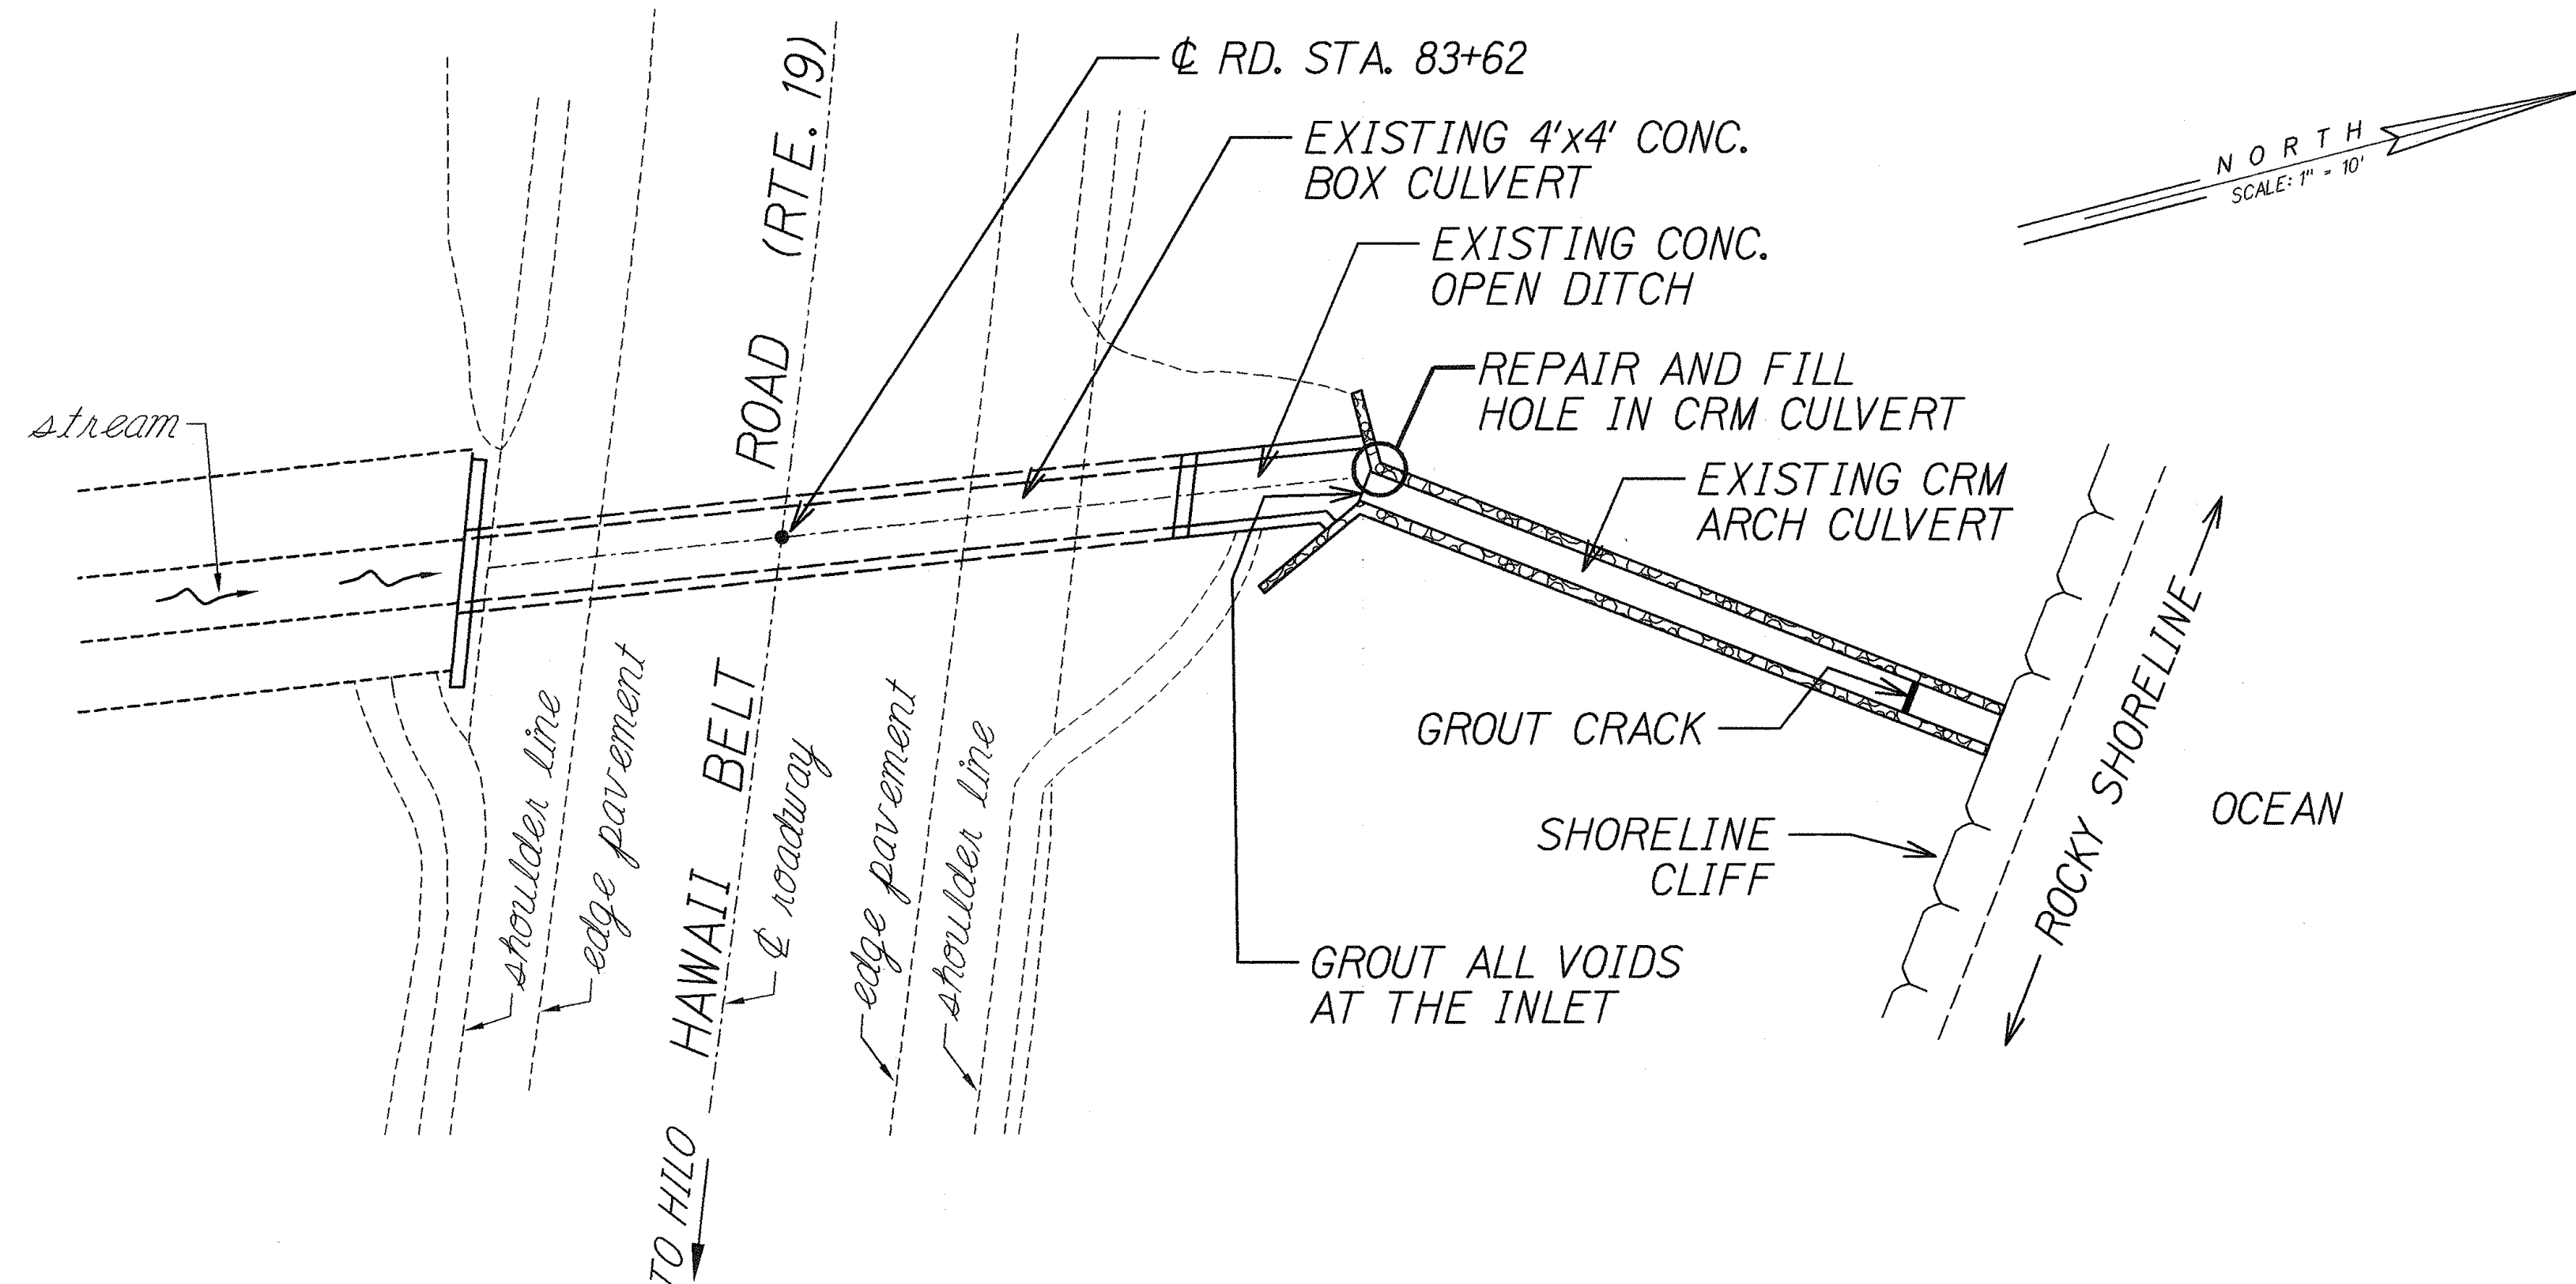 ℄ RD. STA. 83+62
EXISTING 4'x4' CONC.
BOX CULVERT
EXISTING CONC.
OPEN DITCH
NORTH
SCALE: 1" = 10'
REPAIR AND FILL
HOLE IN CRM CULVERT
EXISTING CRM
ARCH CULVERT
stream
HAWAII BELT ROAD (RTE. 19)
shoulder line
edge pavement
℄ roadway
edge pavement
shoulder line
GROUT CRACK
SHORELINE
CLIFF
ROCKY SHORELINE
OCEAN
GROUT ALL VOIDS
AT THE INLET
TO HILO